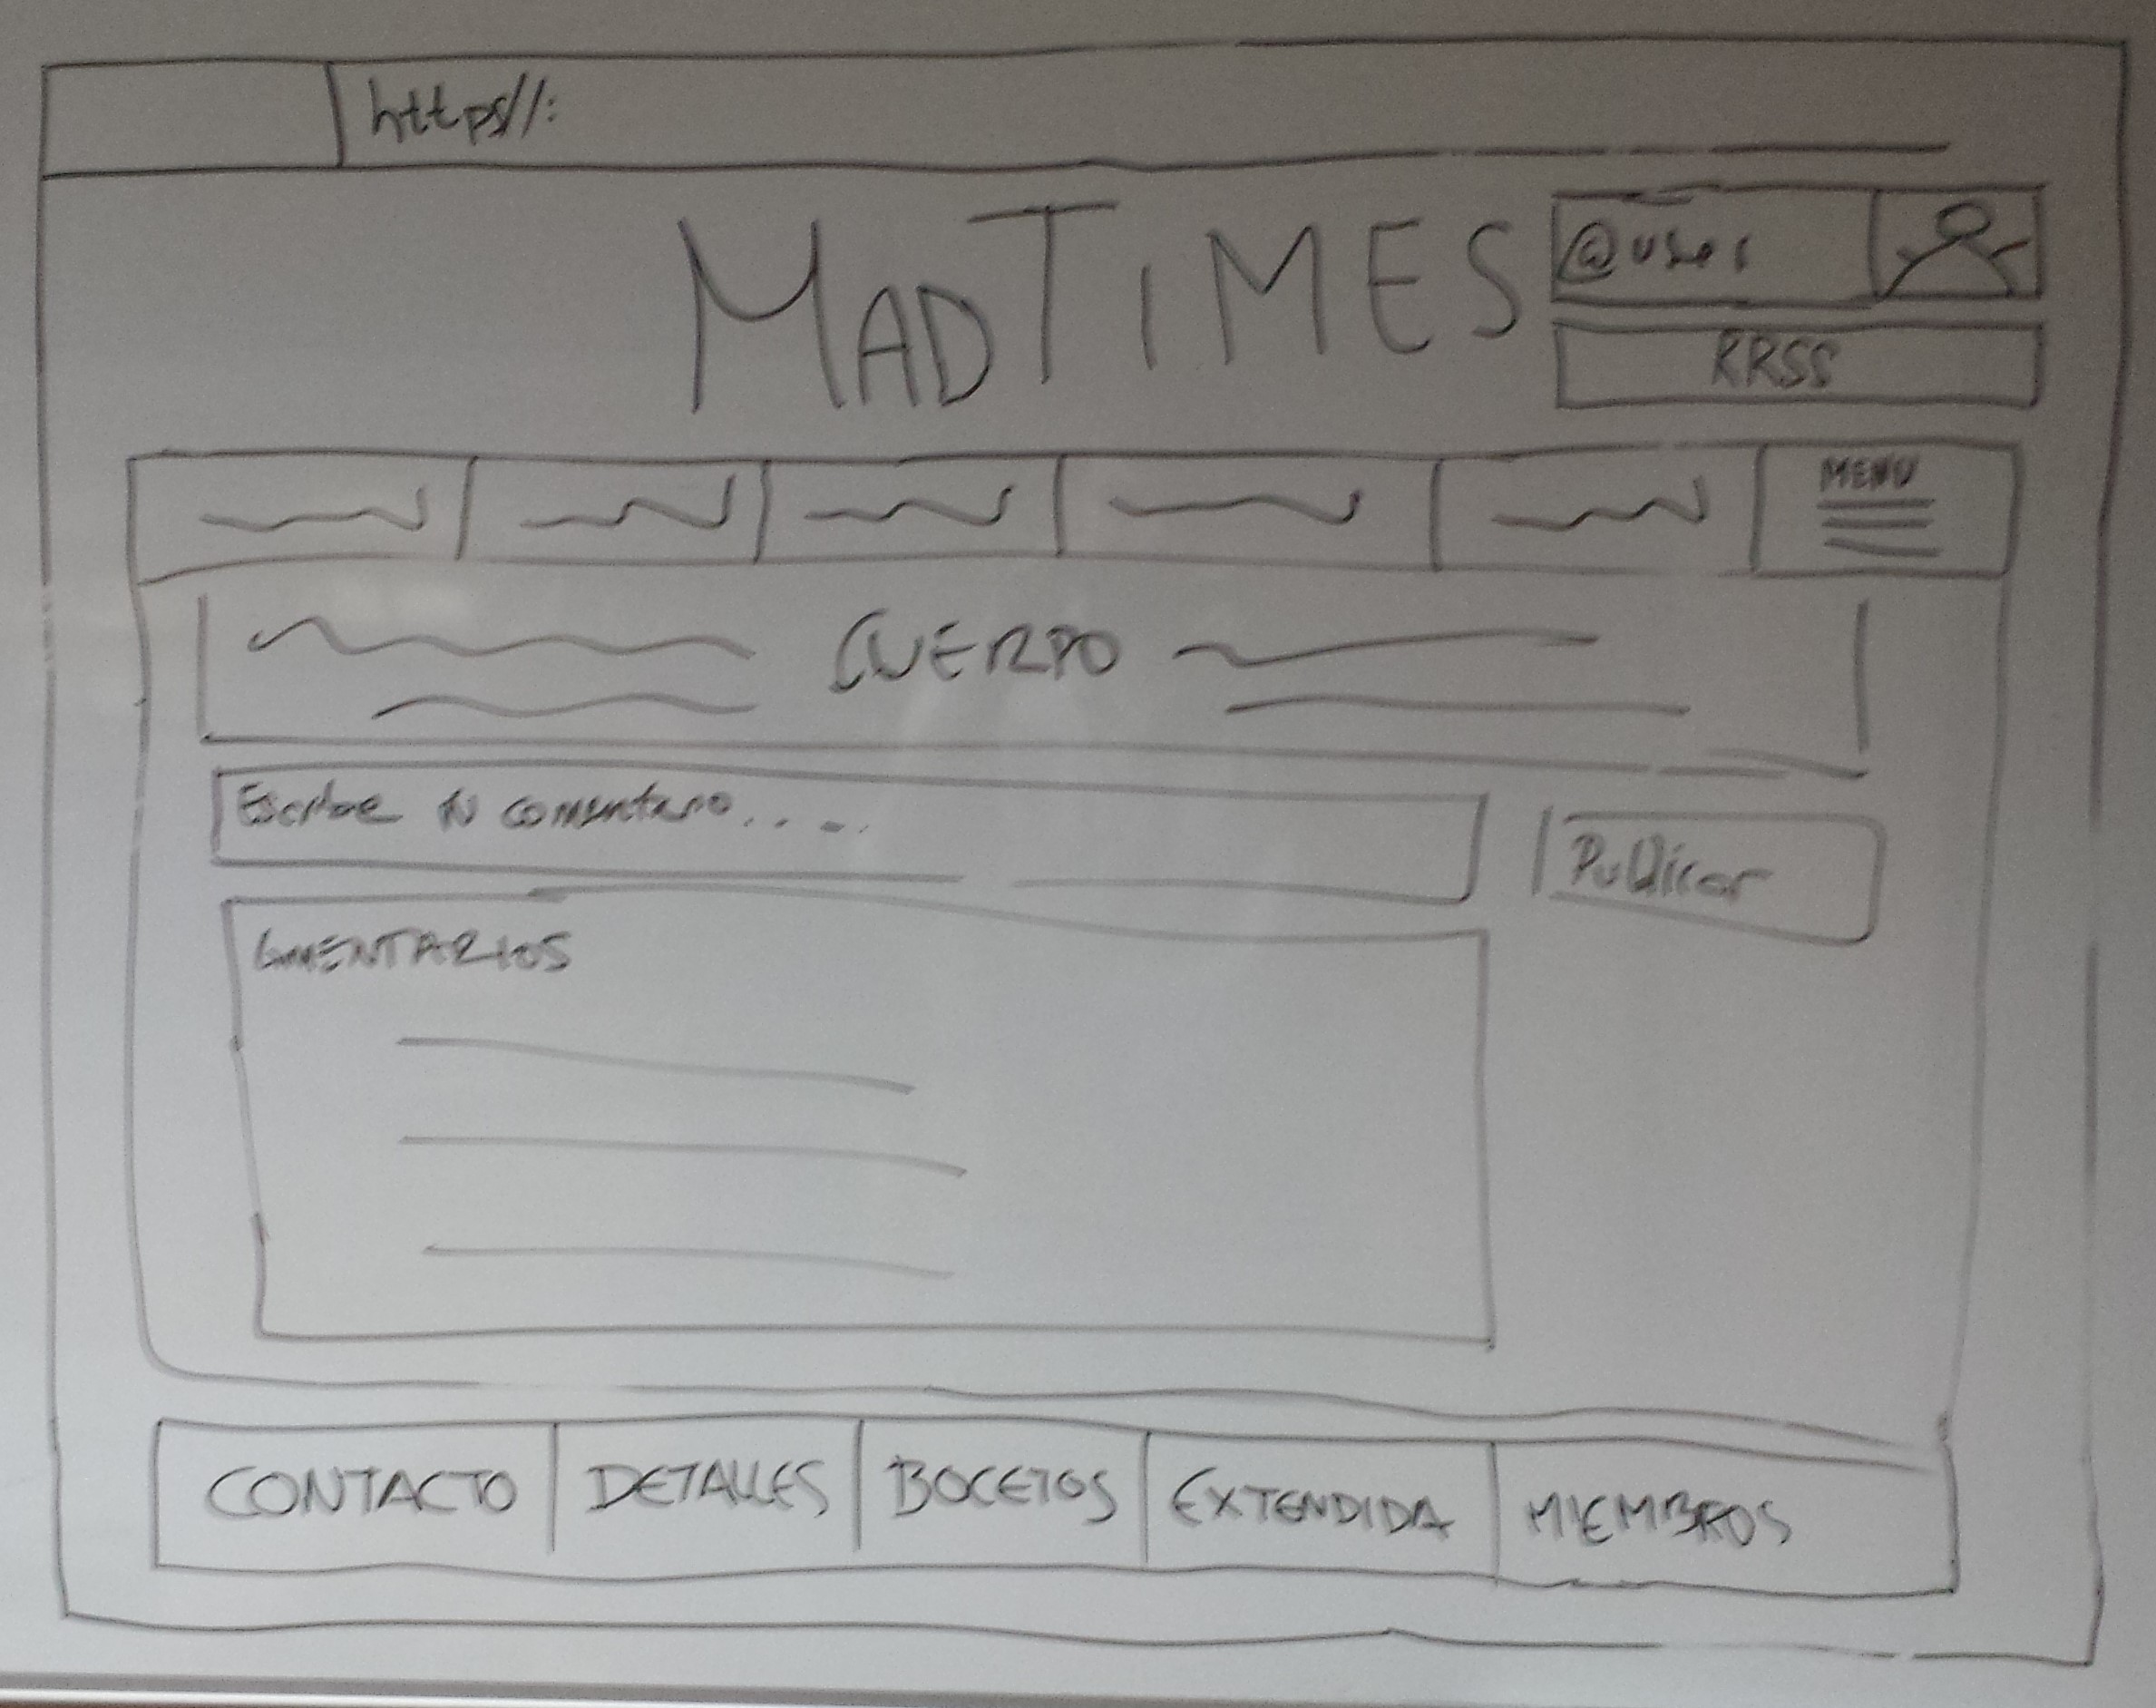 https//:
MADTIMES
@user
RRSS
MENU
CUERPO
Escribe tu comentario.....
Publicar
COMENTARIOS
CONTACTO DETALLES BOCETOS EXTENDIDA MIEMBROS